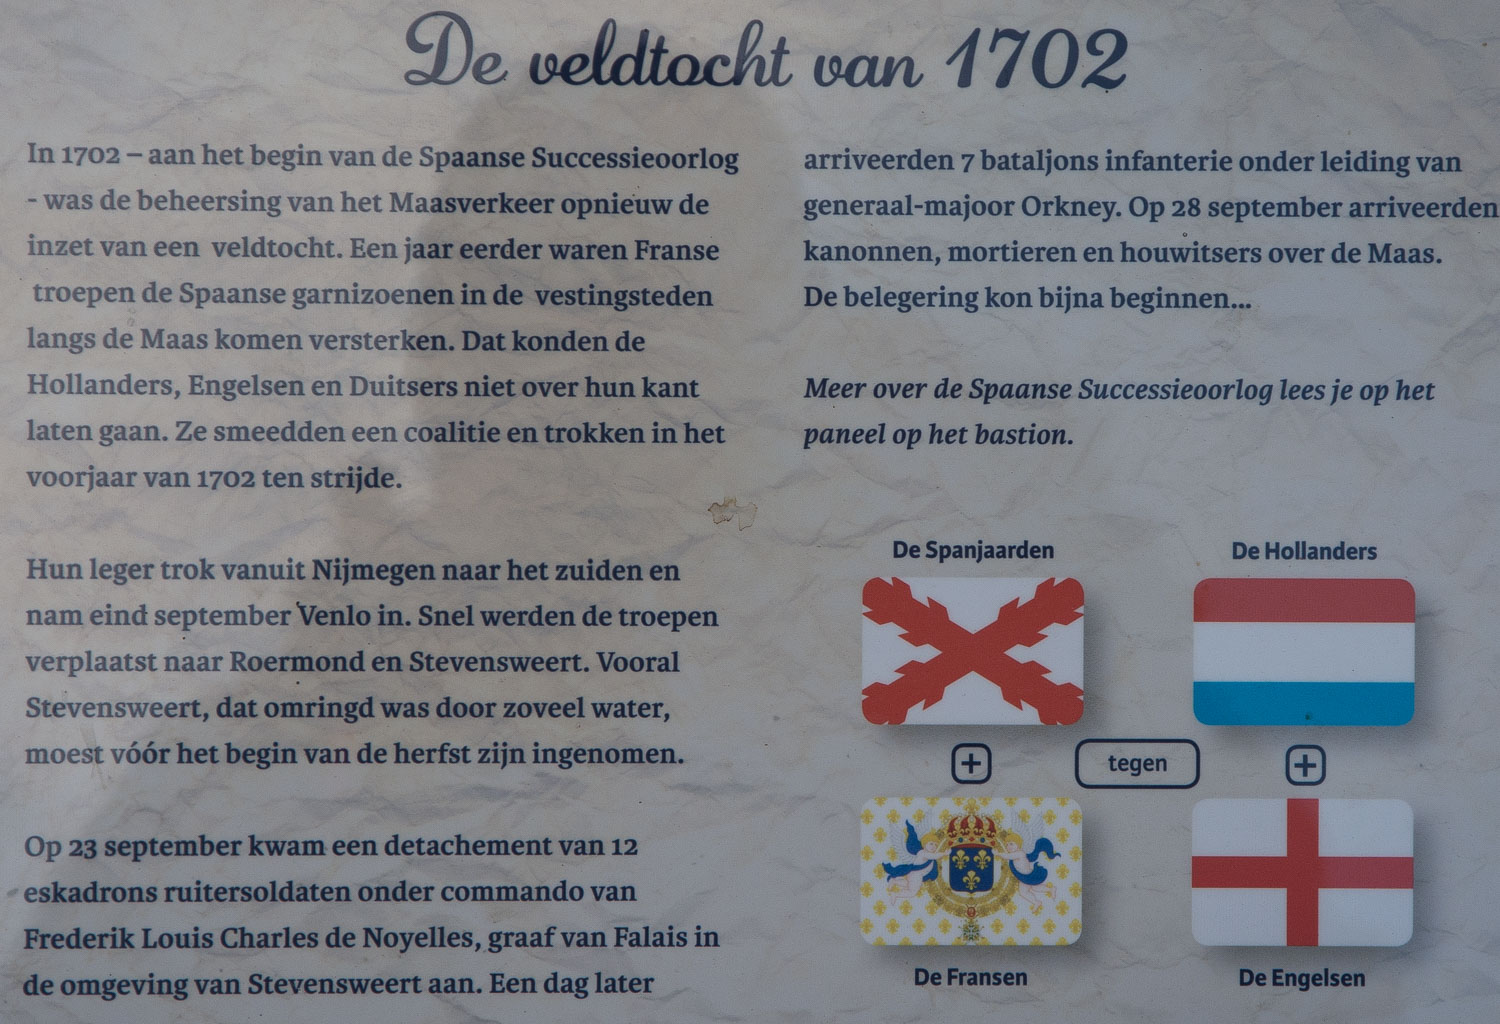 De veldtocht van 1702
In 1702 – aan het begin van de Spaanse Successieoorlog
- was de beheersing van het Maasverkeer opnieuw de
inzet van een veldtocht. Een jaar eerder waren Franse
troepen de Spaanse garnizoenen in de vestingsteden
langs de Maas komen versterken. Dat konden de
Hollanders, Engelsen en Duitsers niet over hun kant
laten gaan. Ze smeedden een coalitie en trokken in het
voorjaar van 1702 ten strijde.
Hun leger trok vanuit Nijmegen naar het zuiden en
nam eind september Venlo in. Snel werden de troepen
verplaatst naar Roermond en Stevensweert. Vooral
Stevensweert, dat omringd was door zoveel water,
moest vóór het begin van de herfst zijn ingenomen.
Op 23 september kwam een detachement van 12
eskadrons ruitersoldaten onder commando van
Frederik Louis Charles de Noyelles, graaf van Falais in
de omgeving van Stevensweert aan. Een dag later
arriveerden 7 bataljons infanterie onder leiding van
generaal-majoor Orkney. Op 28 september arriveerden
kanonnen, mortieren en houwitsers over de Maas.
De belegering kon bijna beginnen...
Meer over de Spaanse Successieoorlog lees je op het
paneel op het bastion.
De Spanjaarden
De Hollanders
+
tegen
+
De Fransen
De Engelsen